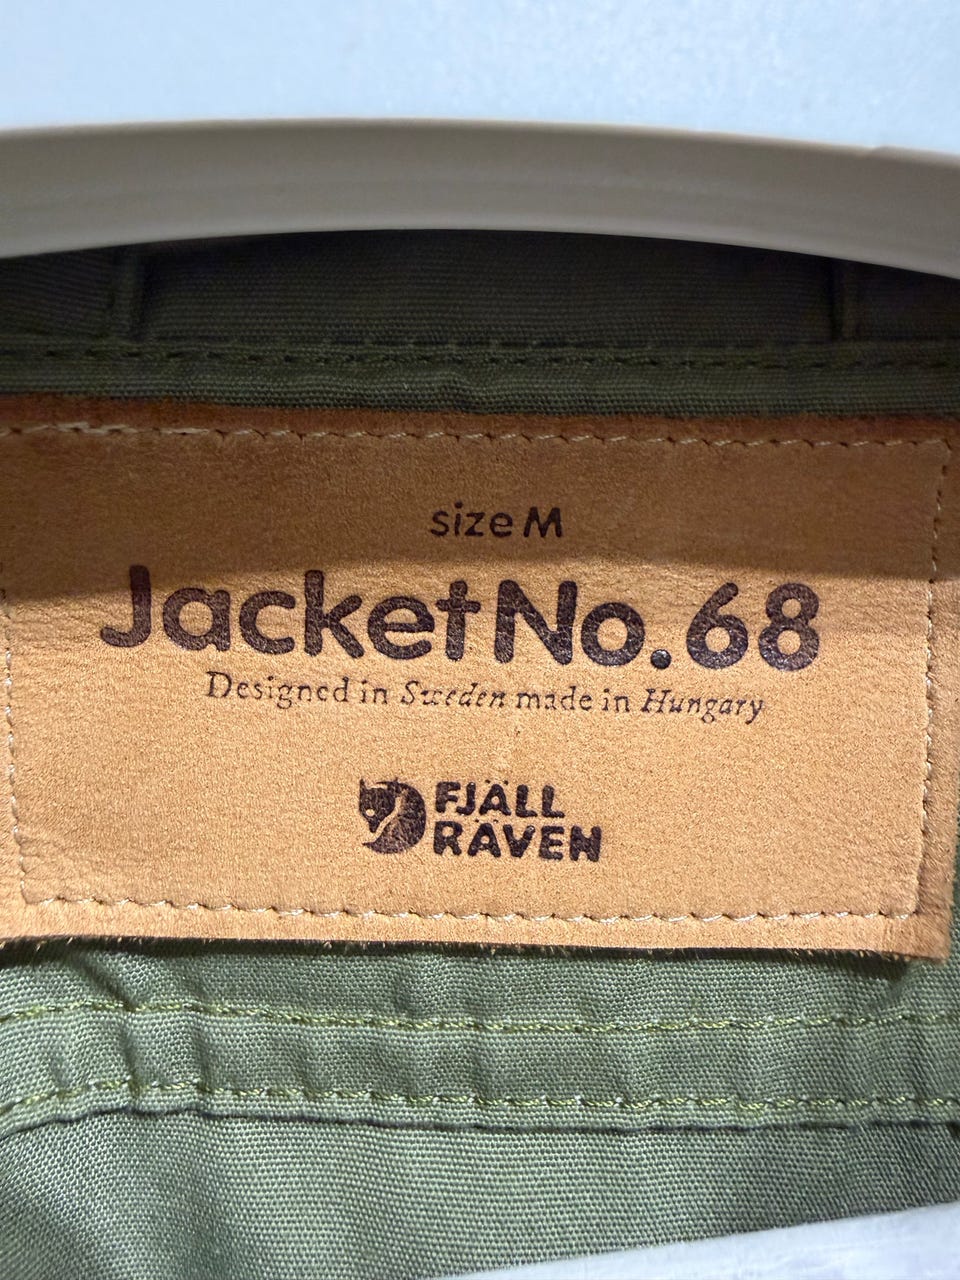 size M
Jacket No. 68
Designed in Sweden made in Hungary
FJÄLL
RÄVEN